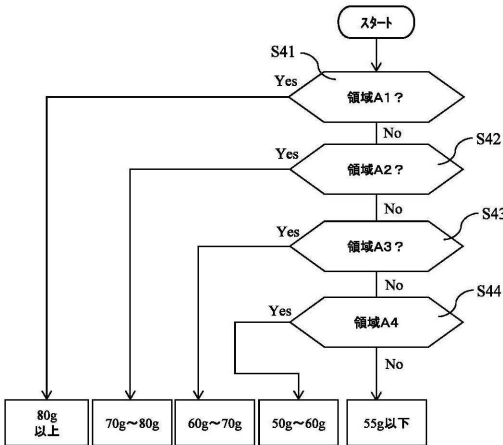 スタート
S41
Yes
領域A1?
No
S42
Yes
領域A2?
No
S43
Yes
領域A3?
No
S44
Yes
領域A4
No
80g
以上
70g~80g
60g~70g
50g~60g
55g以下